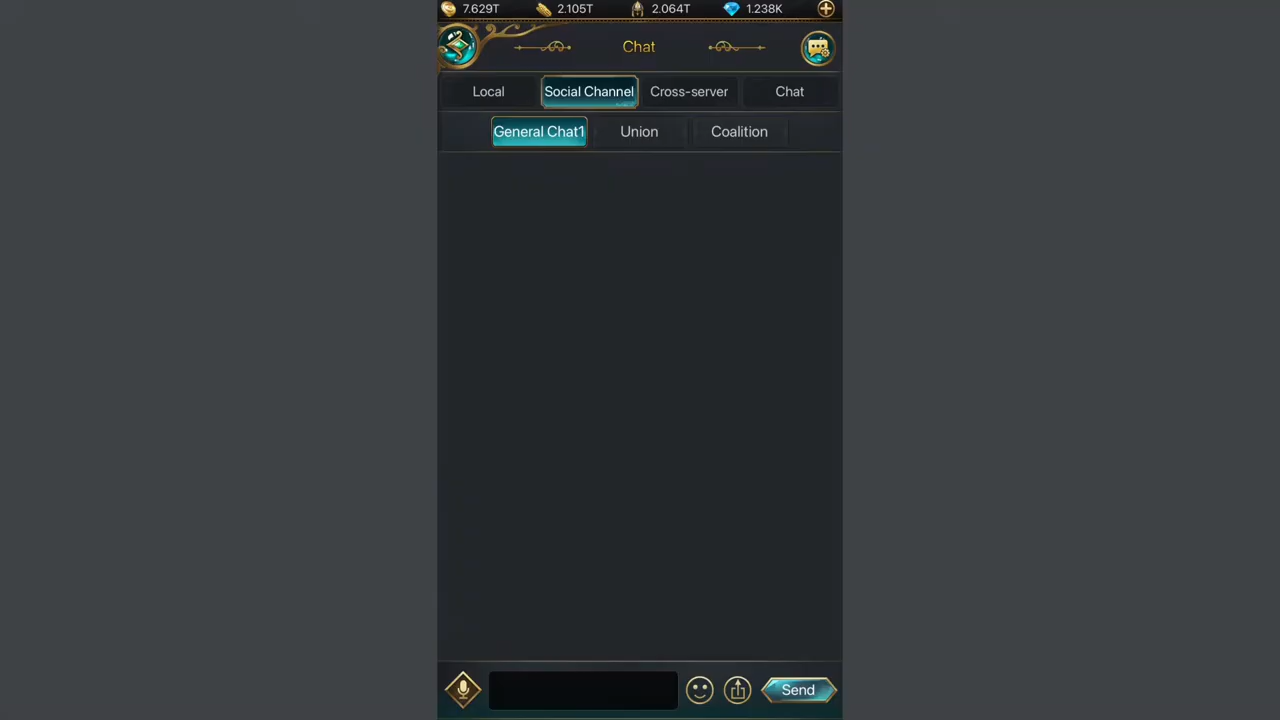 7.629T 2.105T 2.064T 1.238K
Chat
Local Social Channel Cross-server Chat
General Chat1 Union Coalition
Send